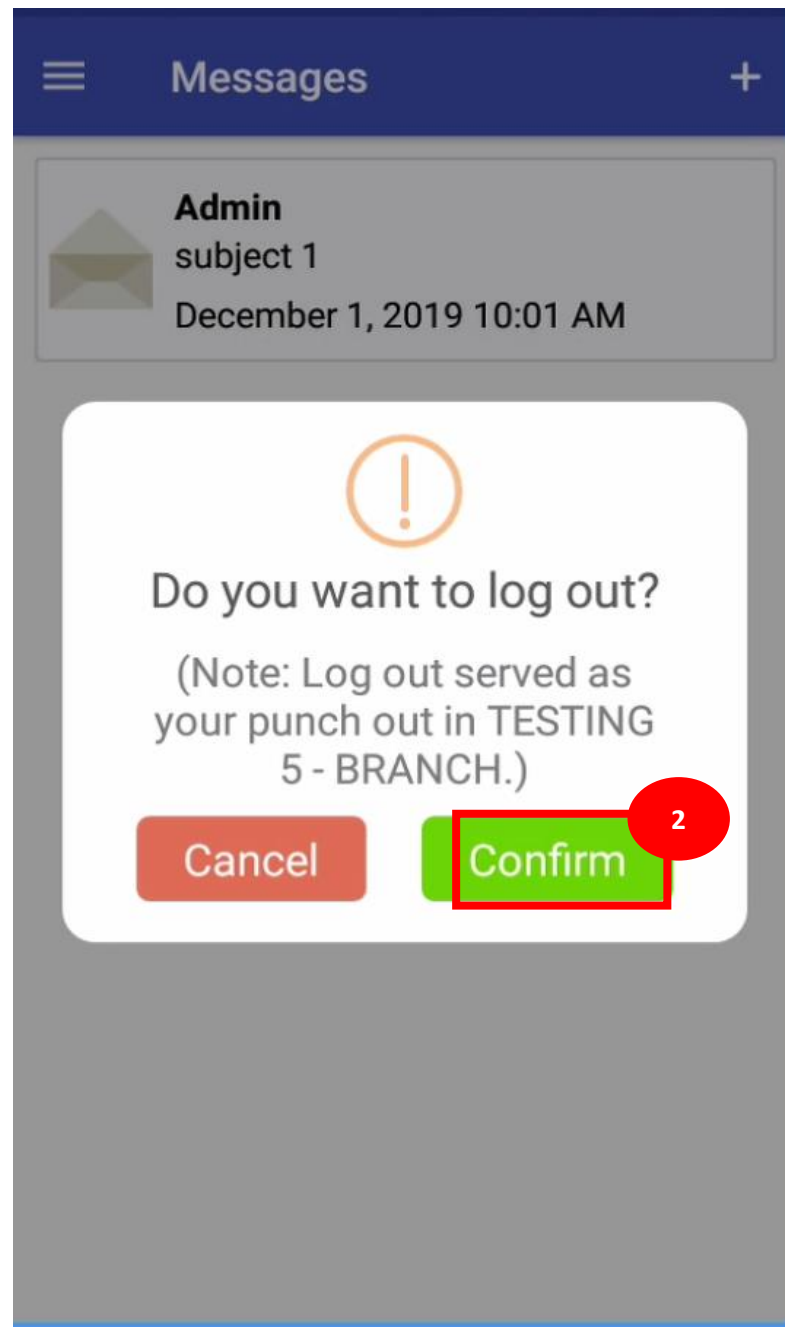 Messages +
Admin
subject 1
December 1, 2019 10:01 AM
Do you want to log out?
(Note: Log out served as
your punch out in TESTING
5 - BRANCH.)
2
Cancel Confirm